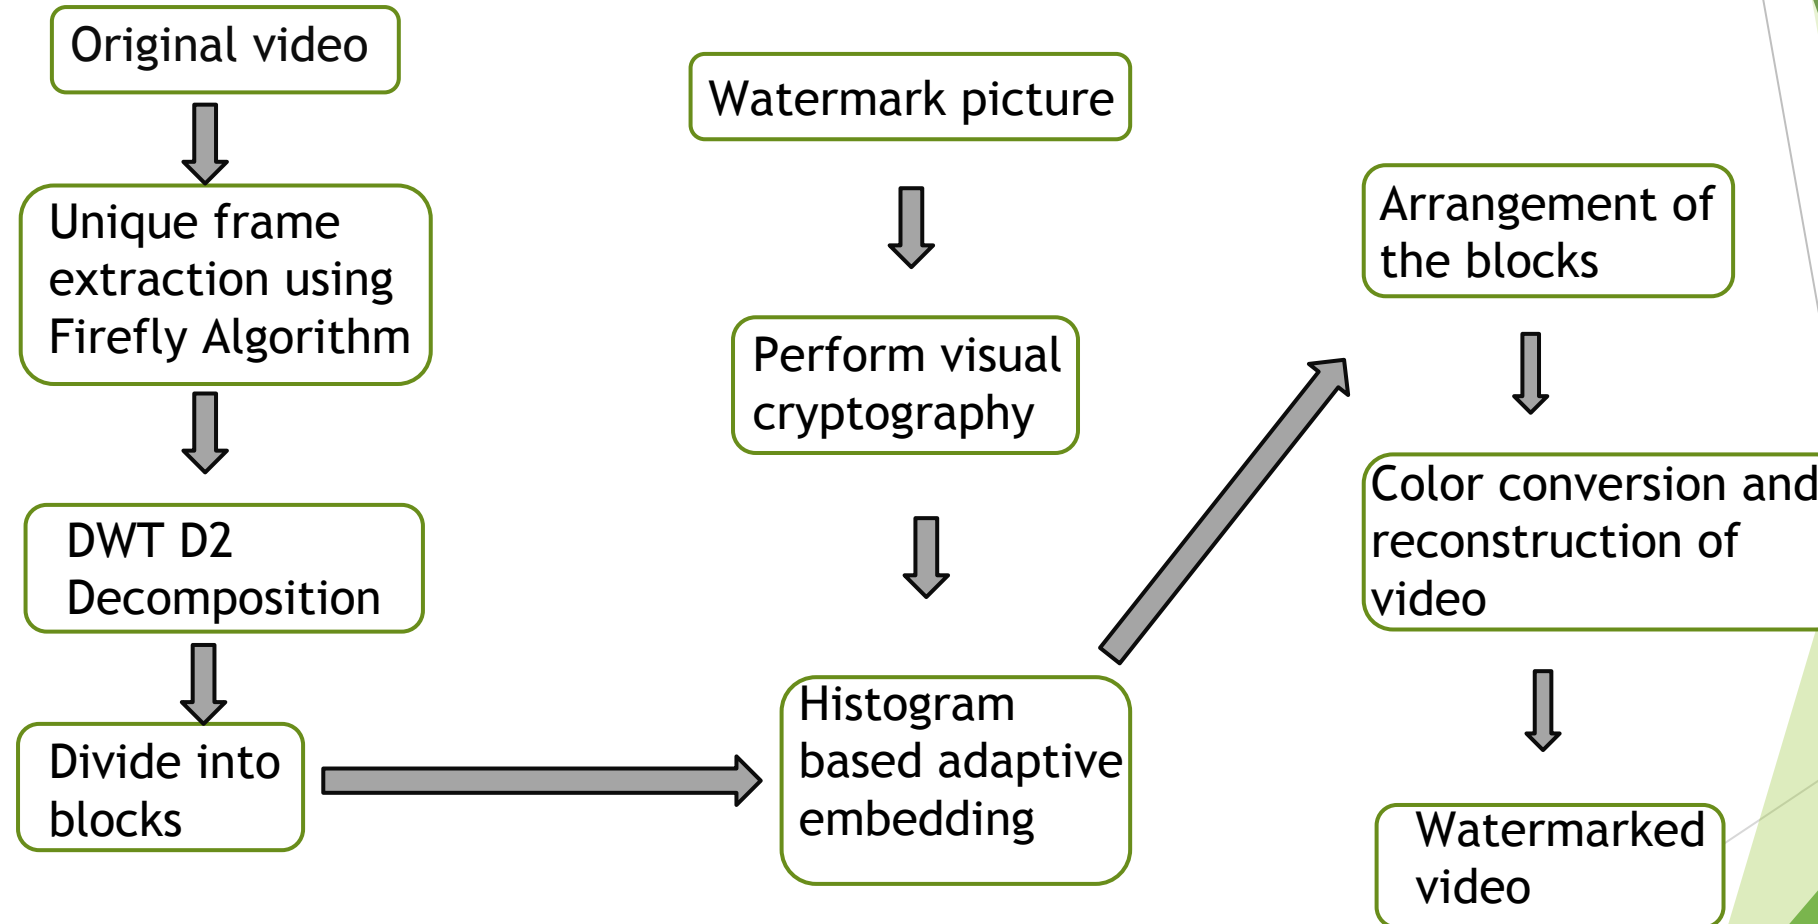 Original video
Unique frame
extraction using
Firefly Algorithm
DWT D2
Decomposition
Divide into
blocks
Watermark picture
Perform visual
cryptography
Histogram
based adaptive
embedding
Arrangement of
the blocks
Color conversion and
reconstruction of
video
Watermarked
video